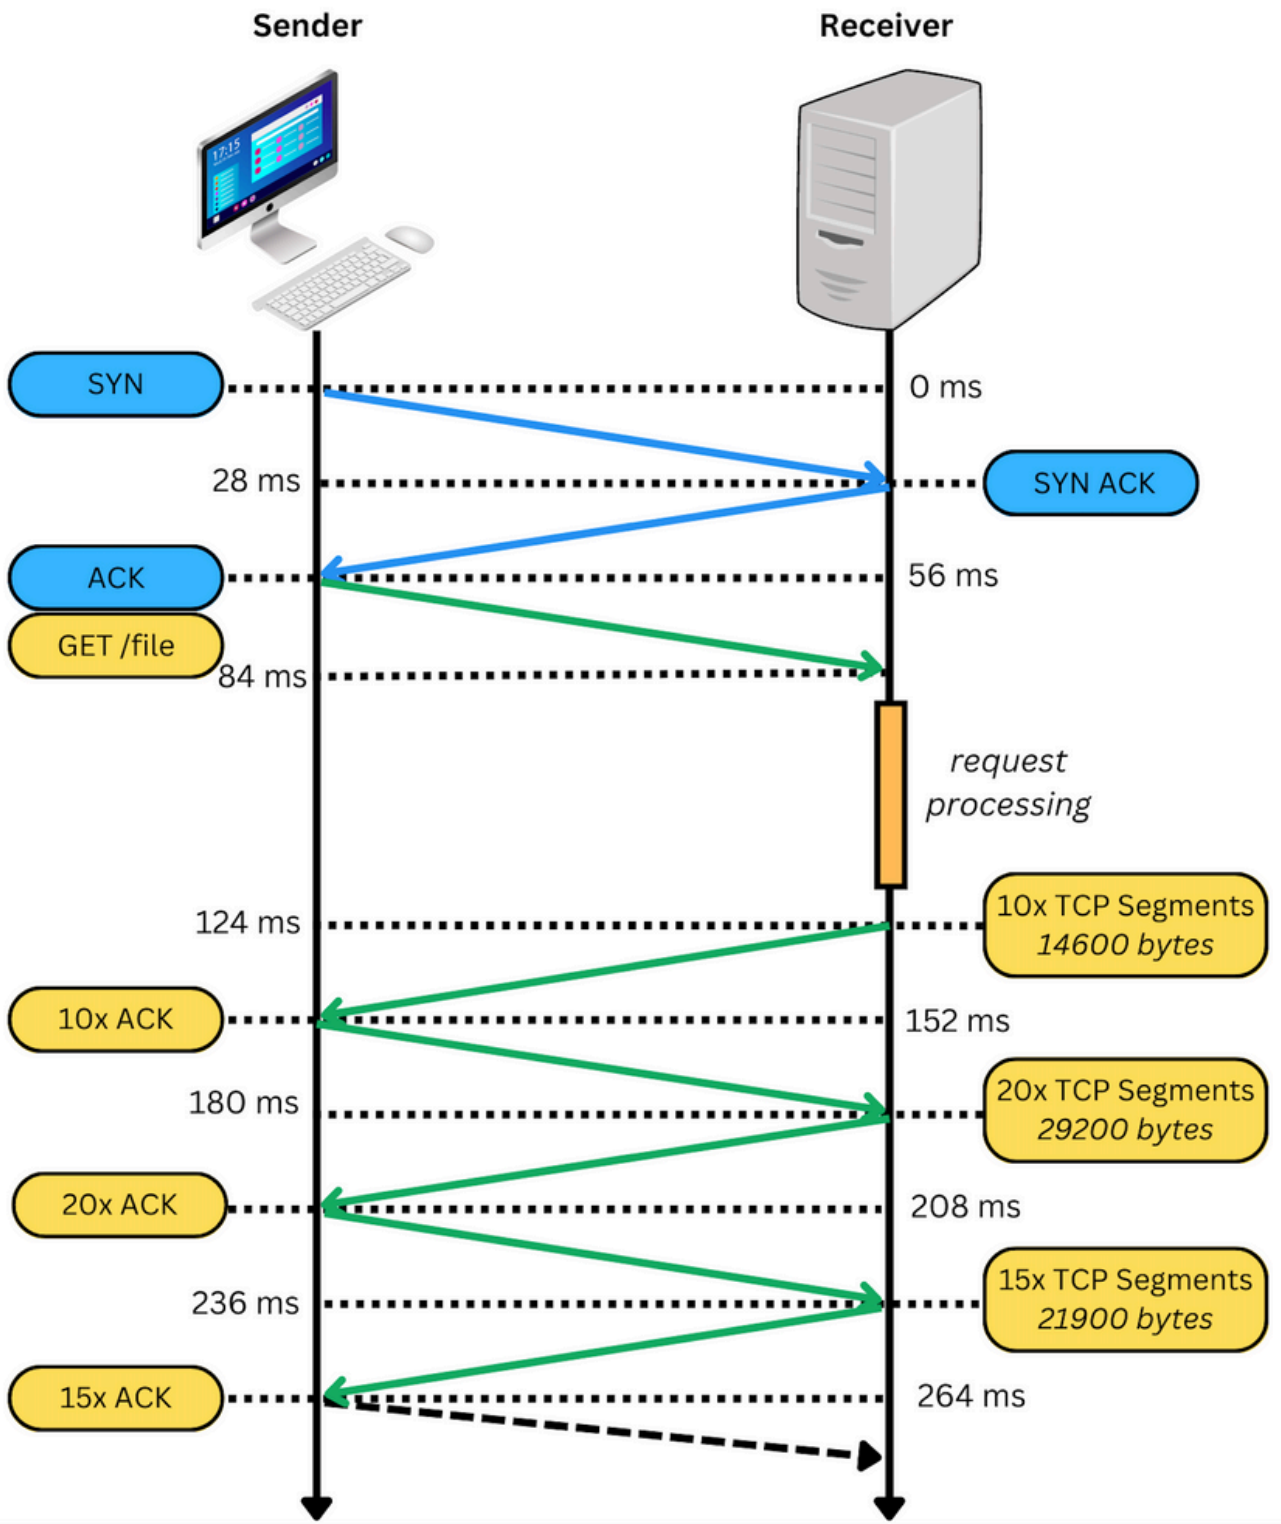 Sender
Receiver
17:15
SYN
0 ms
28 ms
SYN ACK
ACK
56 ms
GET /file
84 ms
request
processing
124 ms
10x TCP Segments
14600 bytes
10x ACK
152 ms
180 ms
20x TCP Segments
29200 bytes
20x ACK
208 ms
236 ms
15x TCP Segments
21900 bytes
15x ACK
264 ms